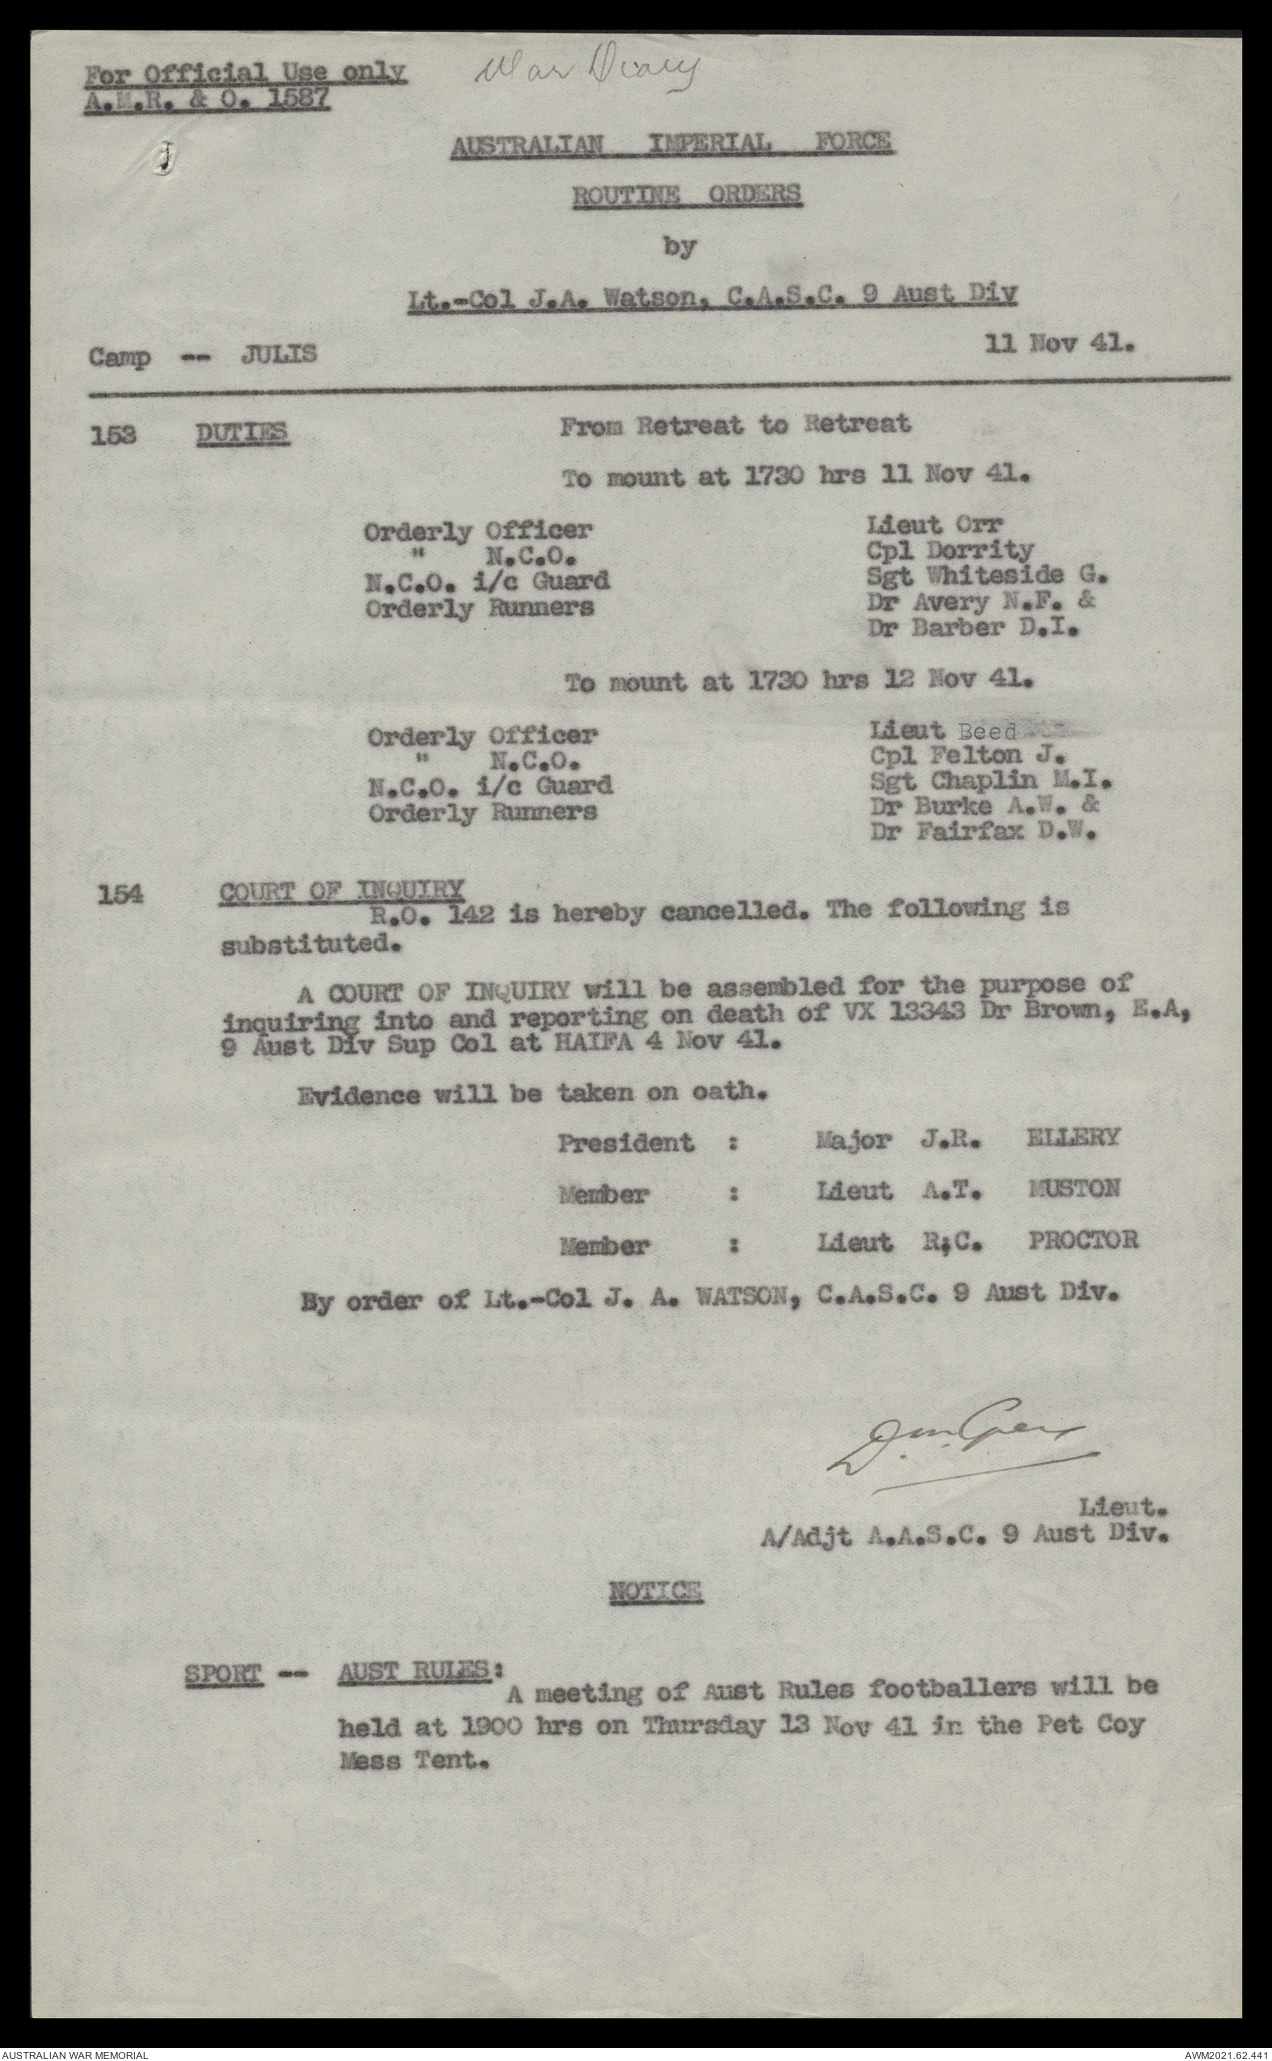 For Official Use only
A.M.R. & O. 1587
War Diary
AUSTRALIAN IMPERIAL FORCE
ROUTINE ORDERS
by
Lt.-Col J.A. Watson, C.A.S.C. 9 Aust Div
Camp -- JULIS 11 Nov 41.
153 DUTIES From Retreat to Retreat
To mount at 1730 hrs 11 Nov 41.
Orderly Officer Lieut Orr
" N.C.O. Cpl Dorrity
N.C.O. i/c Guard Sgt Whiteside G.
Orderly Runners Dr Avery N.F. &
Dr Barber D.I.
To mount at 1730 hrs 12 Nov 41.
Orderly Officer Lieut Beed
" N.C.O. Cpl Felton J.
N.C.O. i/c Guard Sgt Chaplin M.I.
Orderly Runners Dr Burke A.W. &
Dr Fairfax D.W.
154 COURT OF INQUIRY
R.O. 142 is hereby cancelled. The following is
substituted.
A COURT OF INQUIRY will be assembled for the purpose of
inquiring into and reporting on death of VX 13343 Dr Brown, E.A,
9 Aust Div Sup Col at HAIFA 4 Nov 41.
Evidence will be taken on oath.
President : Major J.R. ELLERY
Member : Lieut A.T. MUSTON
Member : Lieut R;C. PROCTOR
By order of Lt.-Col J. A. WATSON, C.A.S.C. 9 Aust Div.
Lieut.
A/Adjt A.A.S.C. 9 Aust Div.
NOTICE
SPORT -- AUST RULES:
A meeting of Aust Rules footballers will be
held at 1900 hrs on Thursday 13 Nov 41 in the Pet Coy
Mess Tent.
AUSTRALIAN WAR MEMORIAL AWM2021.62.441